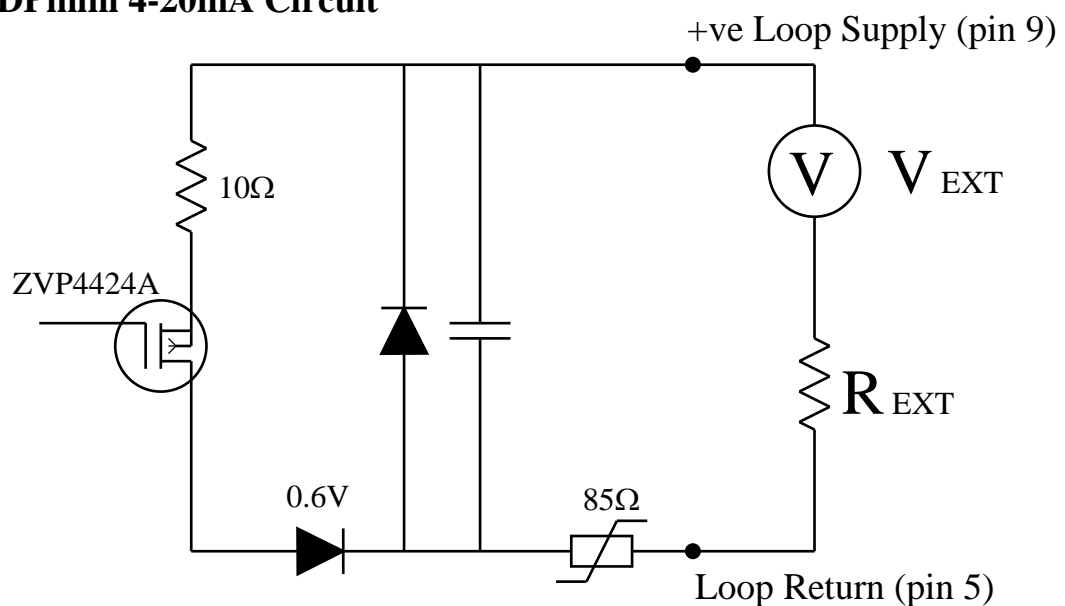 4-20mA Circuit
+ve Loop Supply (pin 9)
10Ω
V
V EXT
ZVP4424A
R EXT
0.6V
85Ω
Loop Return (pin 5)